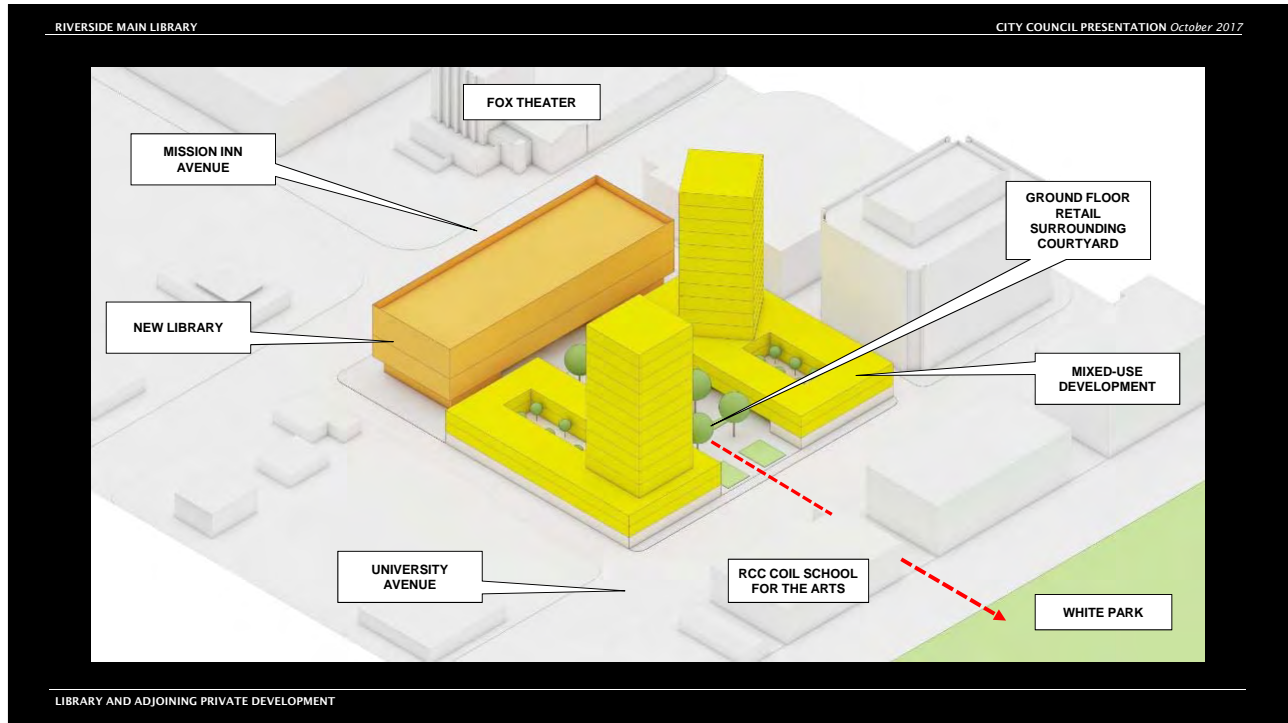 RIVERSIDE MAIN LIBRARY
CITY COUNCIL PRESENTATION October 2017
FOX THEATER
MISSION INN
AVENUE
GROUND FLOOR
RETAIL
SURROUNDING
COURTYARD
NEW LIBRARY
MIXED-USE
DEVELOPMENT
UNIVERSITY
AVENUE
RCC COIL SCHOOL
FOR THE ARTS
WHITE PARK
LIBRARY AND ADJOINING PRIVATE DEVELOPMENT